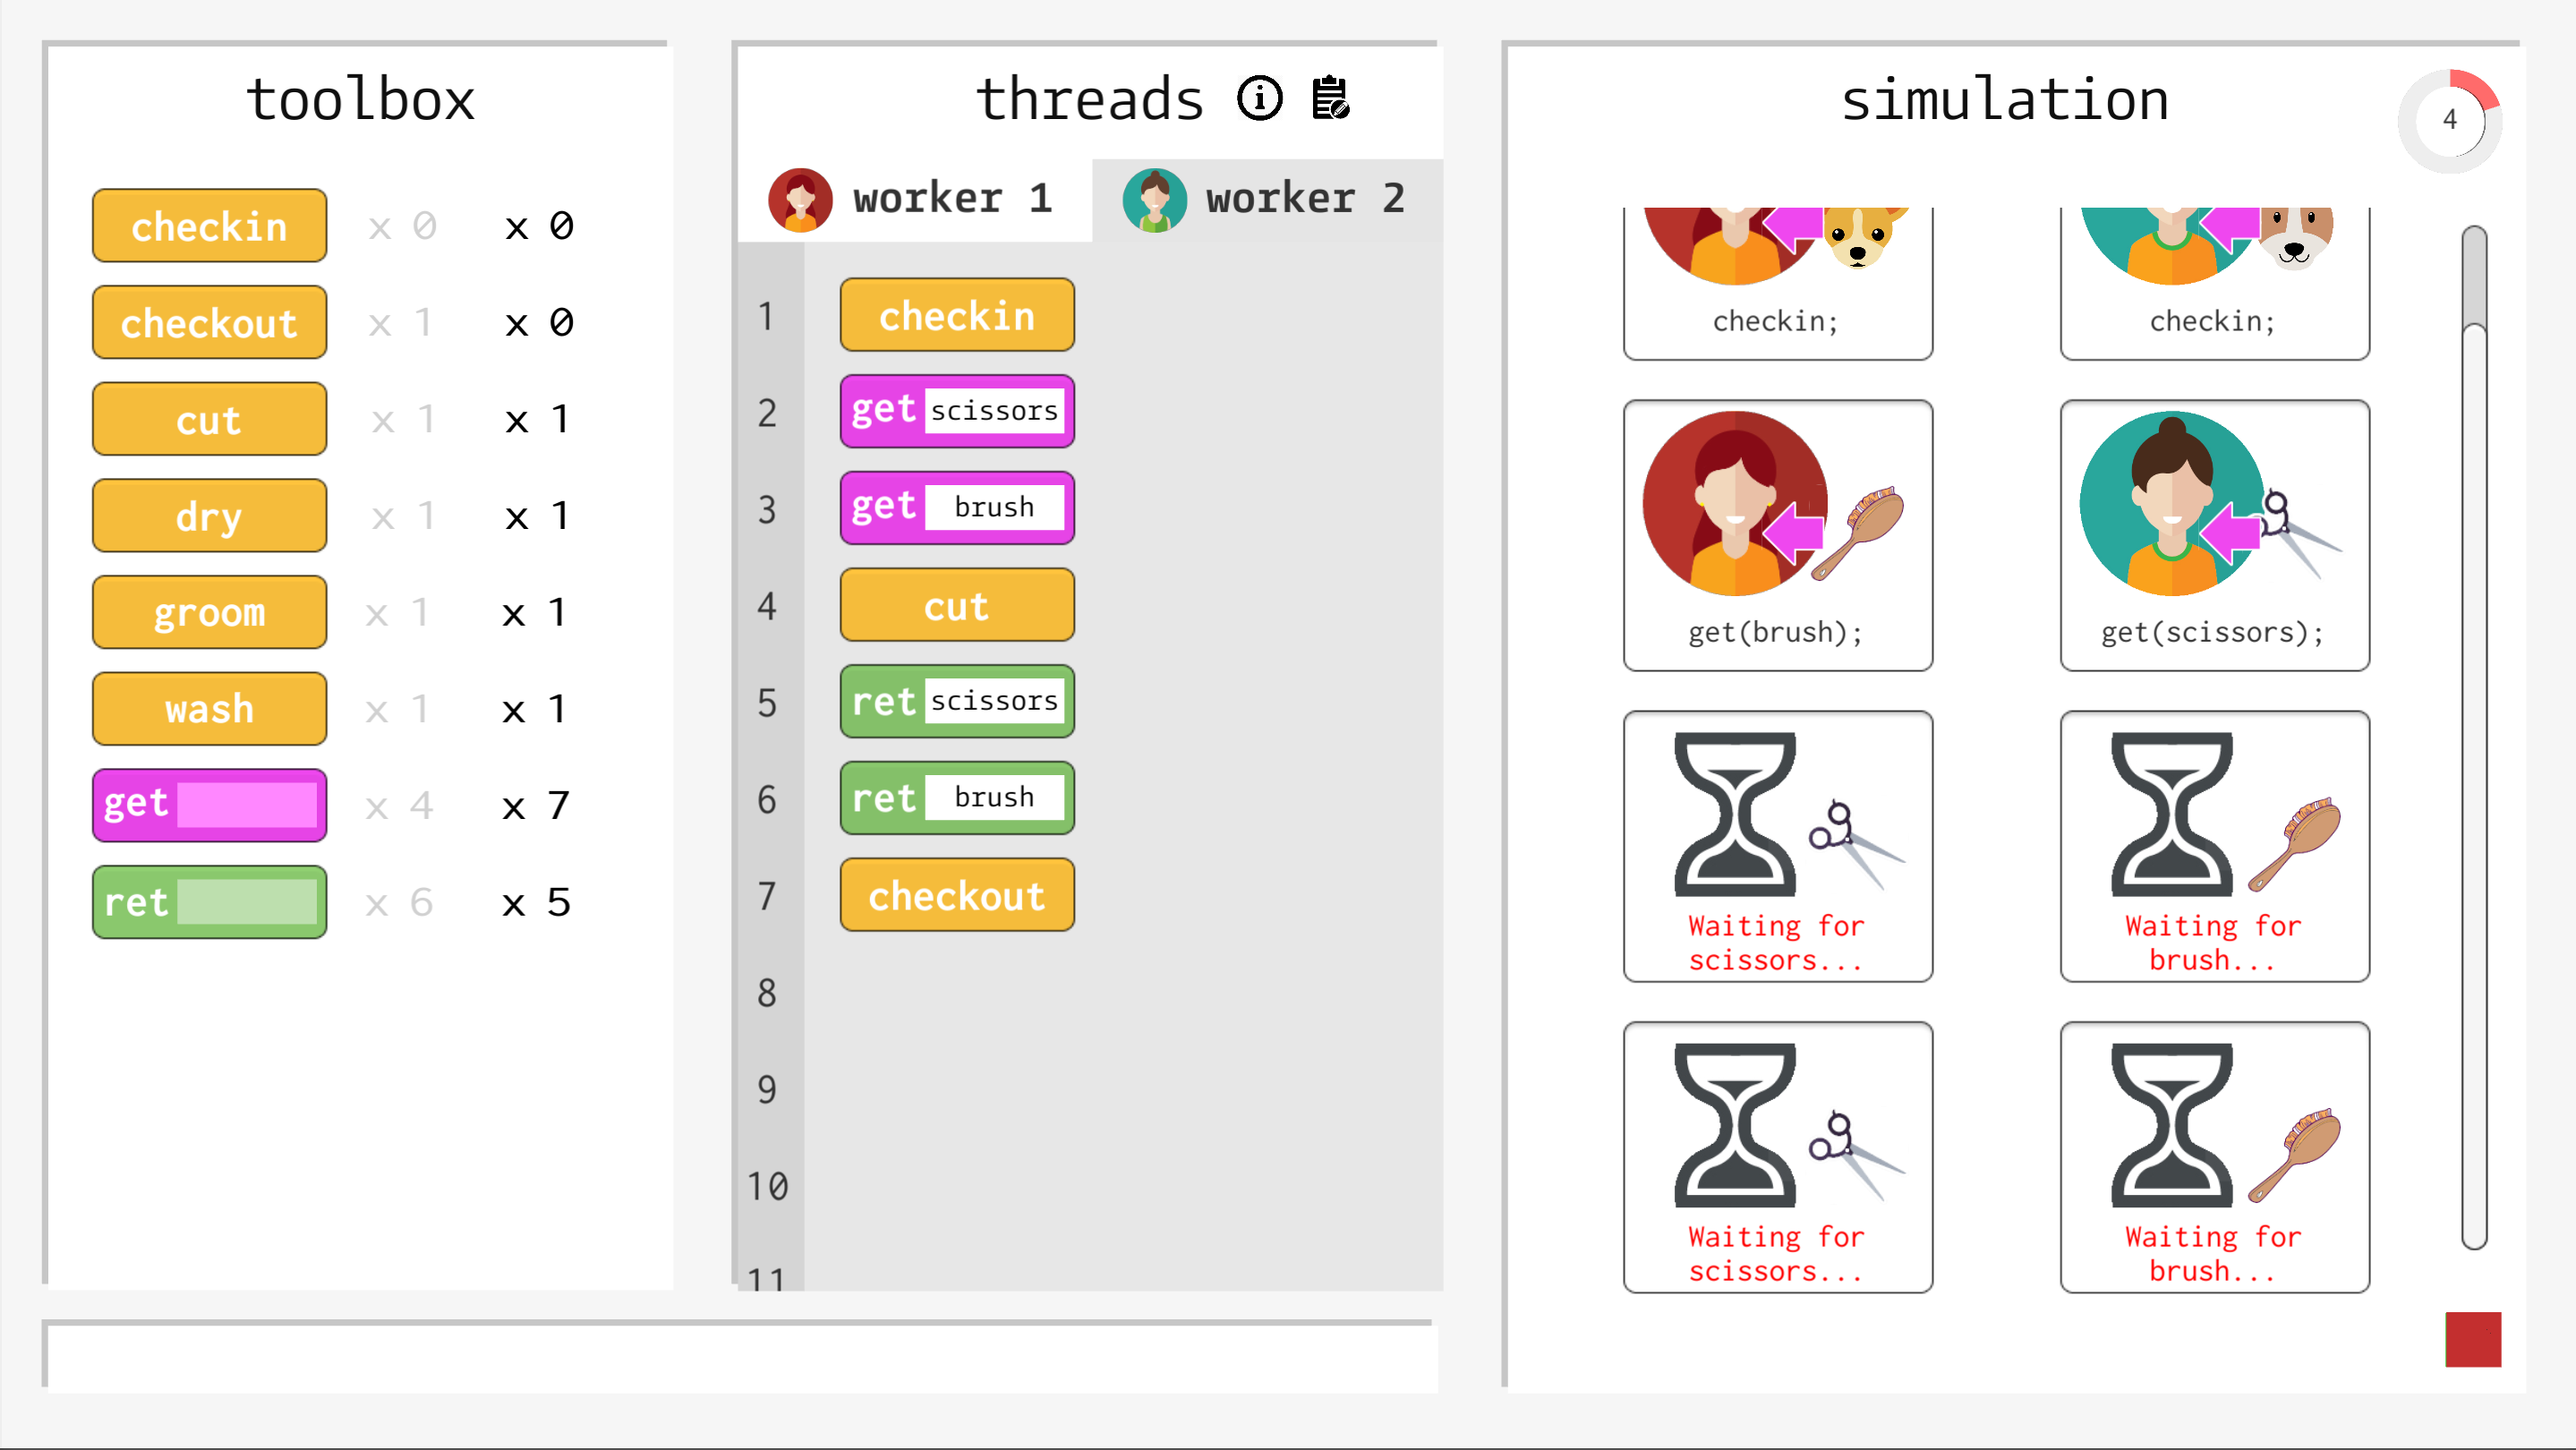 toolbox
checkin x 0 x 0
checkout x 1 x 0
cut x 1 x 1
dry x 1 x 1
groom x 1 x 1
wash x 1 x 1
get x 4 x 7
ret x 6 x 5
threads i
worker 1 worker 2
1 checkin
2 get scissors
3 get brush
4 cut
5 ret scissors
6 ret brush
7 checkout
8
9
10
11
simulation
4
checkin; checkin;
get(brush); get(scissors);
Waiting for Waiting for
scissors... brush...
Waiting for Waiting for
scissors... brush...